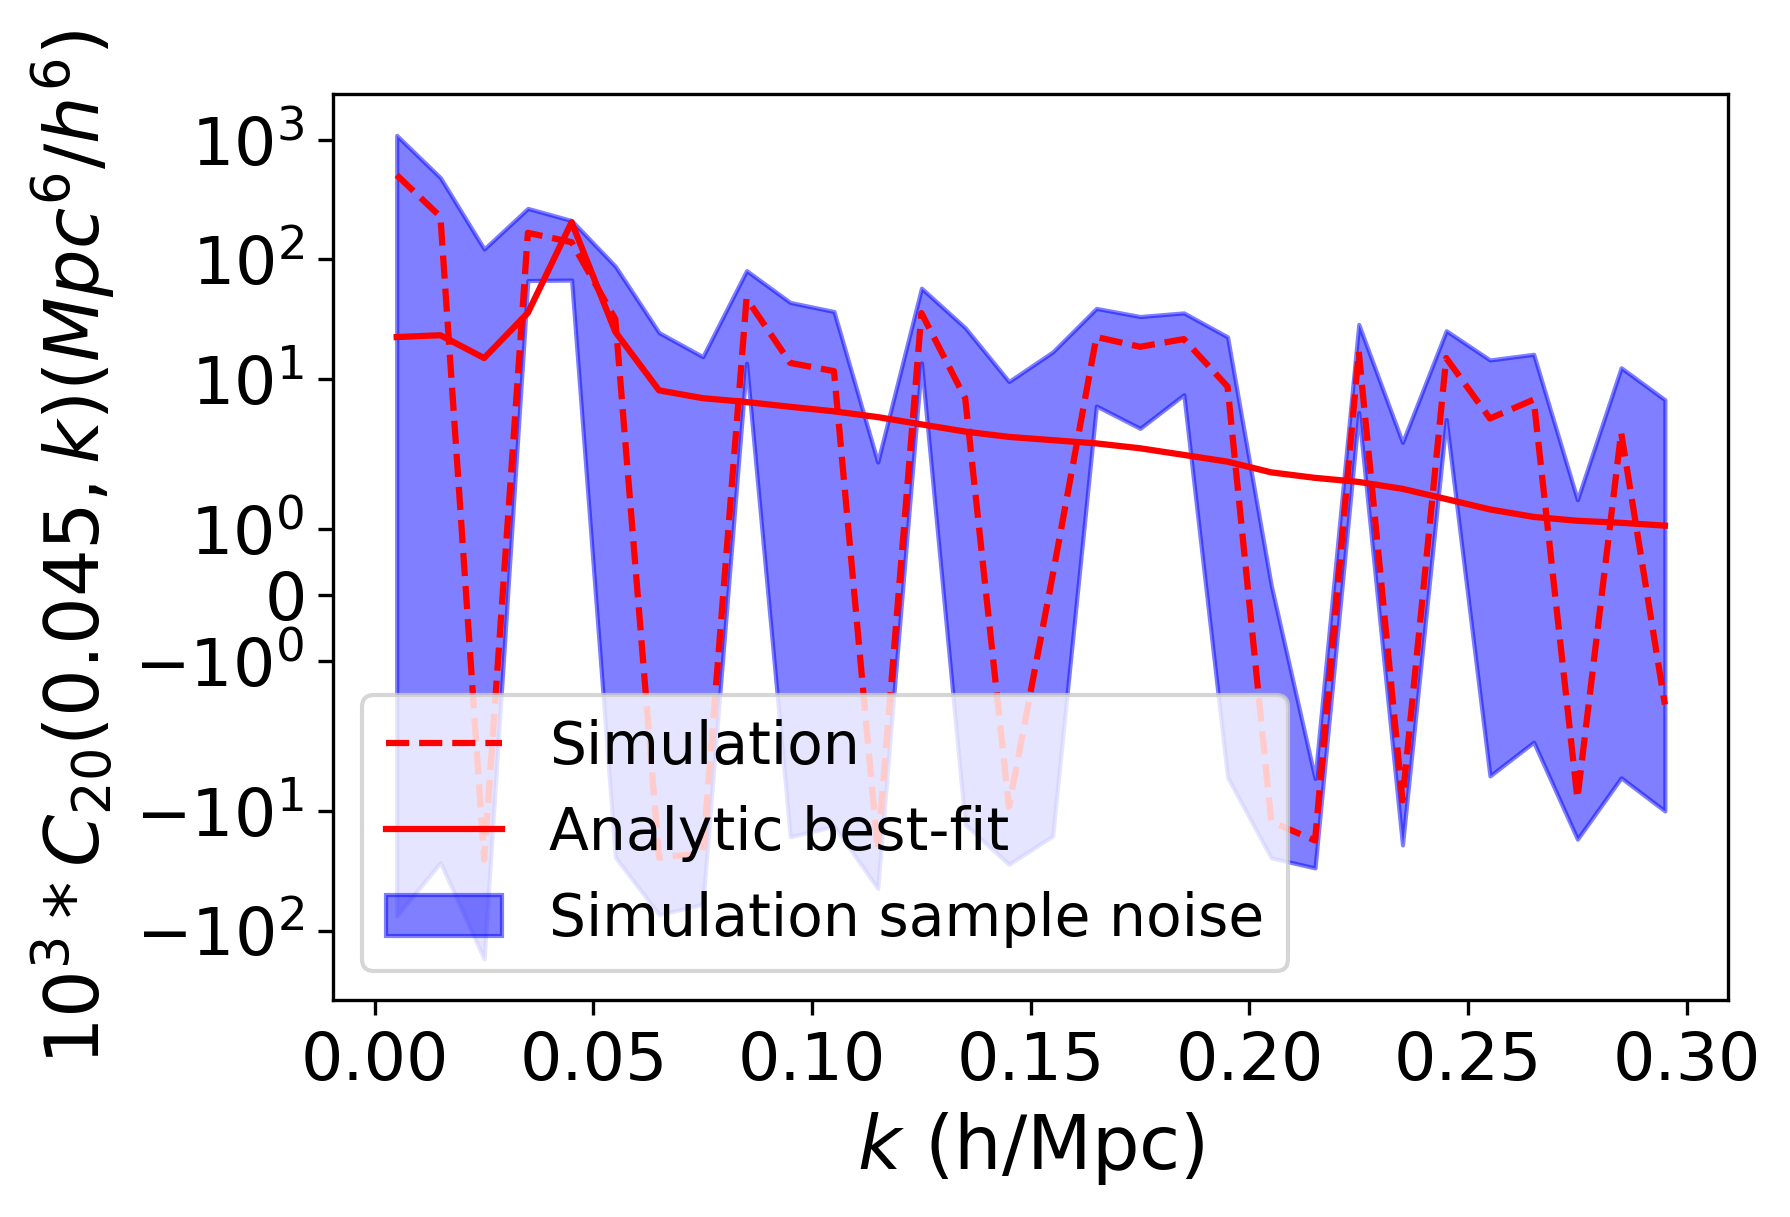 10³ * C₂₀(0.045, k)(Mpc⁶/h⁶)
10³
10²
10¹
10⁰
0
−10⁰
−10¹
−10²
Simulation
Analytic best-fit
Simulation sample noise
0.00 0.05 0.10 0.15 0.20 0.25 0.30
k (h/Mpc)